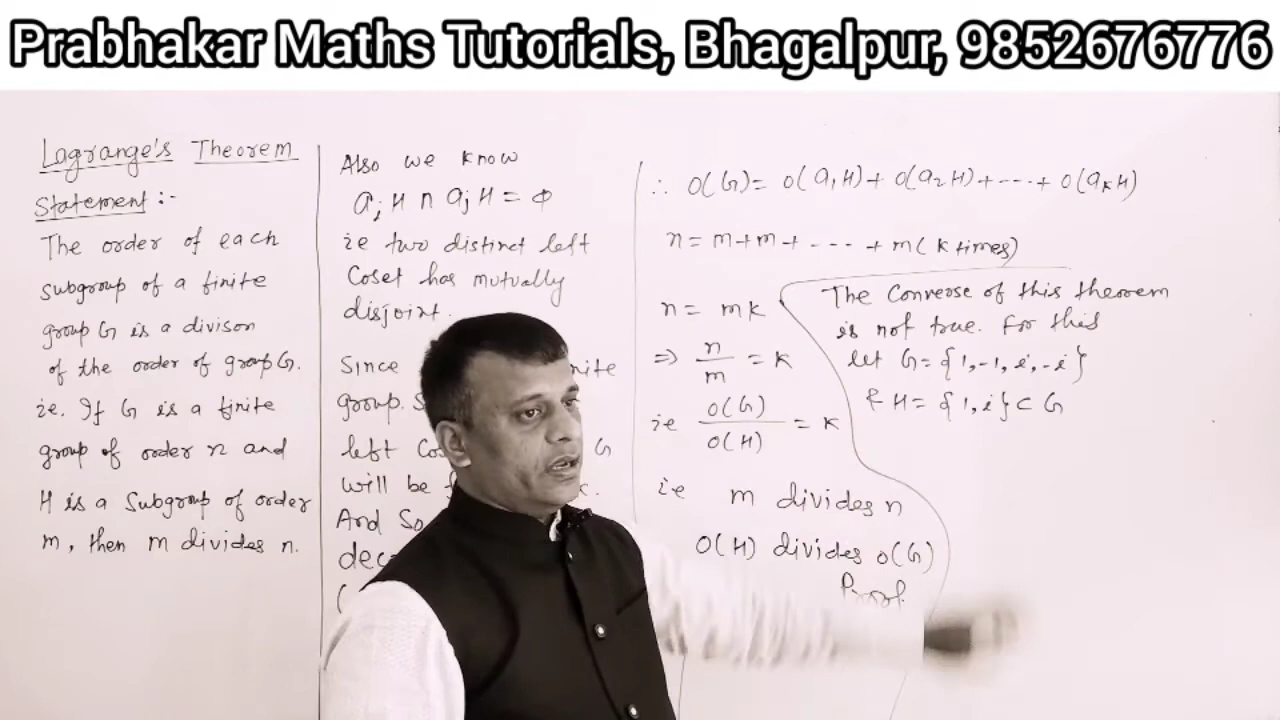 Prabhakar Maths Tutorials, Bhagalpur, 9852676776
Lagrange's Theorem
Statement :-
The order of each
subgroup of a finite
group G is a divison
of the order of group G.
ie. If G is a finite
group of order n and
H is a Subgroup of order
m, then m divides n.
Also we know
aᵢ H ∩ aⱼ H = ϕ
ie two distinct left
Coset has mutually
disjoint.
Since
group.
left G
will be
And So
∴ O(G) = O(a₁H) + O(a₂H) + ---- + O(aₖH)
n = m + m + - - - - + m (k times)
n = mk
⇒ n/m = k
ie O(G)/O(H) = k
ie m divides n
O(H) divides O(G)
Proof.
The Converse of this theorem
is not true. For this
let G = {1, -1, i, -i}
& H = {1, i} ⊂ G